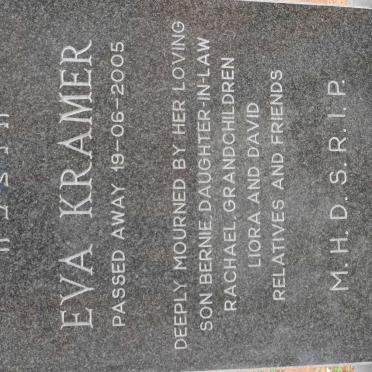 EVA KRAMER
PASSED AWAY 19-06-2005
DEEPLY MOURNED BY HER LOVING
SON BERNIE, DAUGHTER-IN-LAW
RACHAEL, GRANDCHILDREN
LIORA AND DAVID
RELATIVES AND FRIENDS
M. H. D. S. R. I. P.